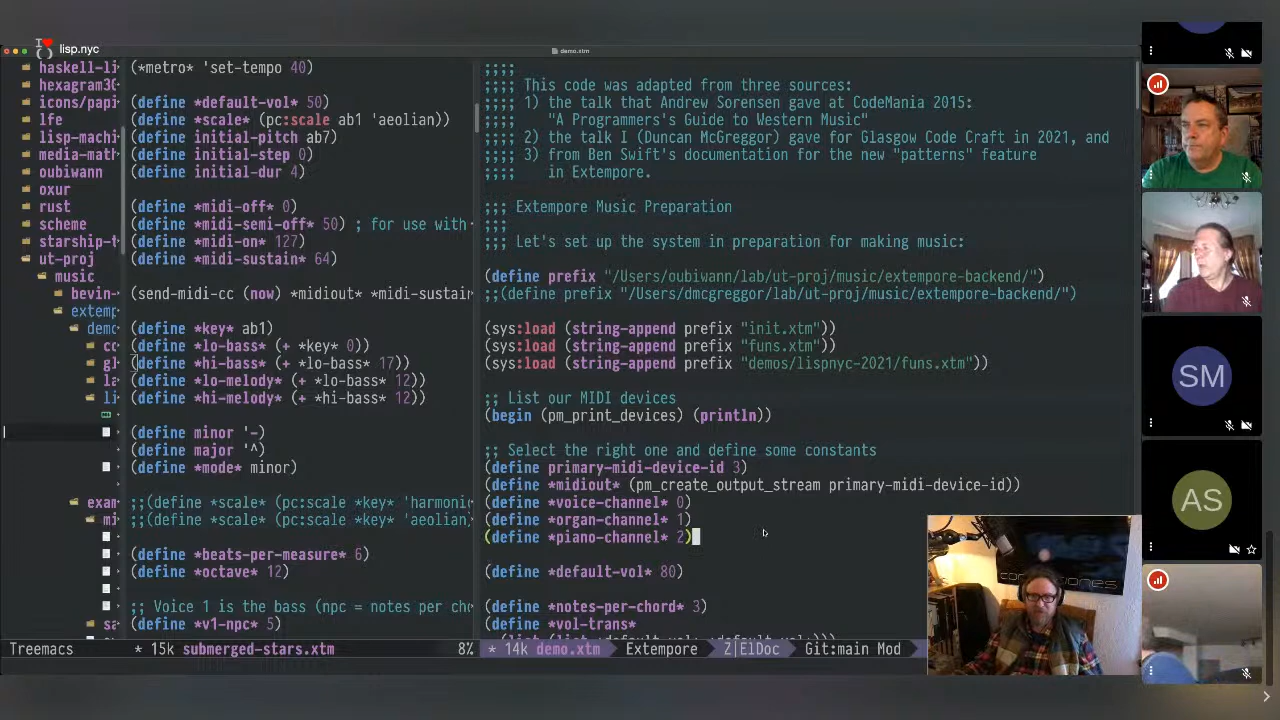 I
lisp.nyc
demo.xtm
haskell-li
hexagram30
icons/papi
lfe
lisp-machi
media-math
oubiwann
oxur
rust
scheme
starship-t
ut-proj
music
bevin-
extemp
demo
cc
gl
la
li
exam
mi
sa
(*metro* 'set-tempo 40)
(define *default-vol* 50)
(define *scale* (pc:scale ab1 'aeolian))
(define initial-pitch ab7)
(define initial-step 0)
(define initial-dur 4)
(define *midi-off* 0)
(define *midi-semi-off* 50) ; for use with
(define *midi-on* 127)
(define *midi-sustain* 64)
(send-midi-cc (now) *midiout* *midi-sustai
(define *key* ab1)
(define *lo-bass* (+ *key* 0))
(define *hi-bass* (+ *lo-bass* 17))
(define *lo-melody* (+ *lo-bass* 12))
(define *hi-melody* (+ *hi-bass* 12))
(define minor '-)
(define major '^)
(define *mode* minor)
;;(define *scale* (pc:scale *key* 'harmoni
;;(define *scale* (pc:scale *key* 'aeolian
(define *beats-per-measure* 6)
(define *octave* 12)
;; Voice 1 is the bass (npc = notes per cho
(define *v1-npc* 5)
;;;;
;;;; This code was adapted from three sources:
;;;; 1) the talk that Andrew Sorensen gave at CodeMania 2015:
;;;; "A Programmers's Guide to Western Music"
;;;; 2) the talk I (Duncan McGreggor) gave for Glasgow Code Craft in 2021, and
;;;; 3) from Ben Swift's documentation for the new "patterns" feature
;;;; in Extempore.
;;; Extempore Music Preparation
;;;
;;; Let's set up the system in preparation for making music:
(define prefix "/Users/oubiwann/lab/ut-proj/music/extempore-backend/")
;;(define prefix "/Users/dmcgreggor/lab/ut-proj/music/extempore-backend/")
(sys:load (string-append prefix "init.xtm"))
(sys:load (string-append prefix "funs.xtm"))
(sys:load (string-append prefix "demos/lispnyc-2021/funs.xtm"))
;; List our MIDI devices
(begin (pm_print_devices) (println))
;; Select the right one and define some constants
(define primary-midi-device-id 3)
(define *midiout* (pm_create_output_stream primary-midi-device-id))
(define *voice-channel* 0)
(define *organ-channel* 1)
(define *piano-channel* 2)
(define *default-vol* 80)
(define *notes-per-chord* 3)
(define *vol-trans*
Treemacs
* 15k submerged-stars.xtm 8%
* 14k demo.xtm Extempore Z|ElDoc Git:main Mod
SM
AS